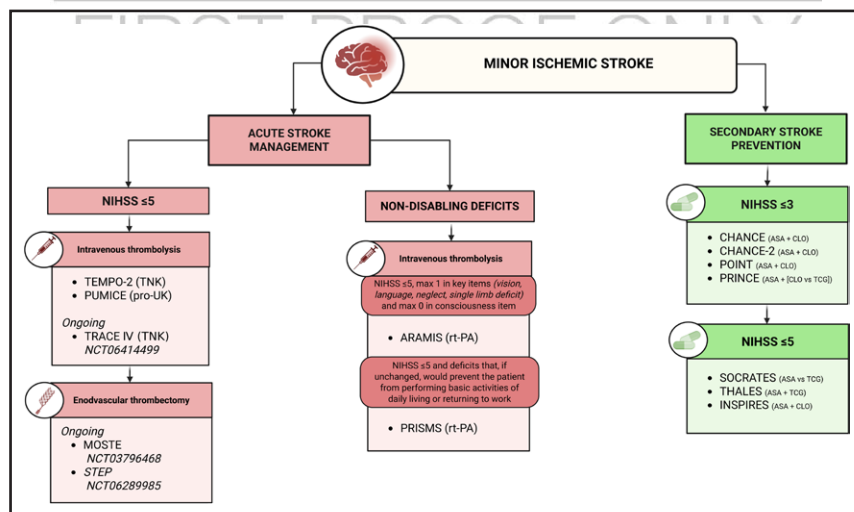 FIRST PROOF ONLY
MINOR ISCHEMIC STROKE
ACUTE STROKE
MANAGEMENT
SECONDARY STROKE
PREVENTION
NIHSS ≤5
Intravenous thrombolysis
• TEMPO-2 (TNK)
• PUMICE (pro-UK)
Ongoing
• TRACE IV (TNK)
NCT06414499
Enodvascular thrombectomy
Ongoing
• MOSTE
NCT03796468
• STEP
NCT06289985
NON-DISABLING DEFICITS
Intravenous thrombolysis
NIHSS ≤5, max 1 in key items (vision,
language, neglect, single limb deficit)
and max 0 in consciousness item
• ARAMIS (rt-PA)
NIHSS ≤5 and deficits that, if
unchanged, would prevent the patient
from performing basic activities of
daily living or returning to work
• PRISMS (rt-PA)
NIHSS ≤3
• CHANCE (ASA + CLO)
• CHANCE-2 (ASA + CLO)
• POINT (ASA + CLO)
• PRINCE (ASA + [CLO vs TCG])
NIHSS ≤5
• SOCRATES (ASA vs TCG)
• THALES (ASA + TCG)
• INSPIRES (ASA + CLO)